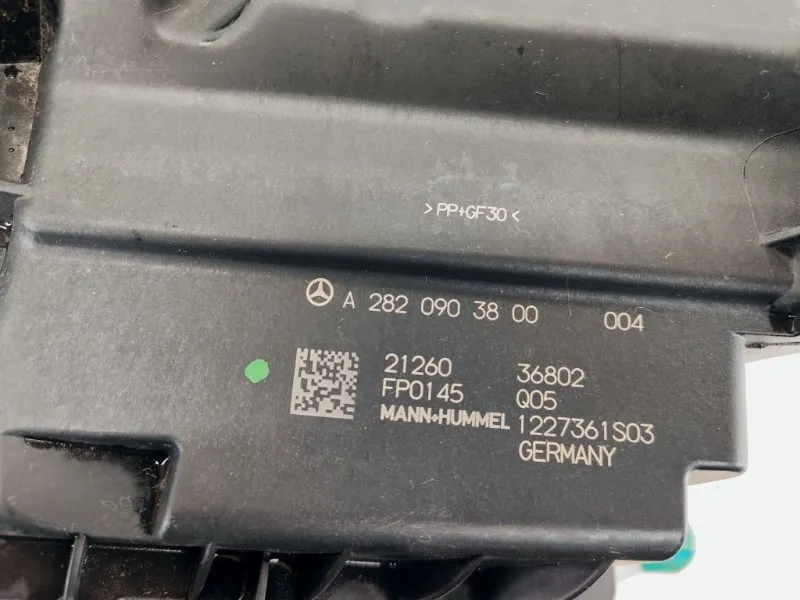 >PP+GF30<
A 282 090 38 00 004
21260 36802
FP0145 Q05
MANN+HUMMEL 1227361S03
GERMANY